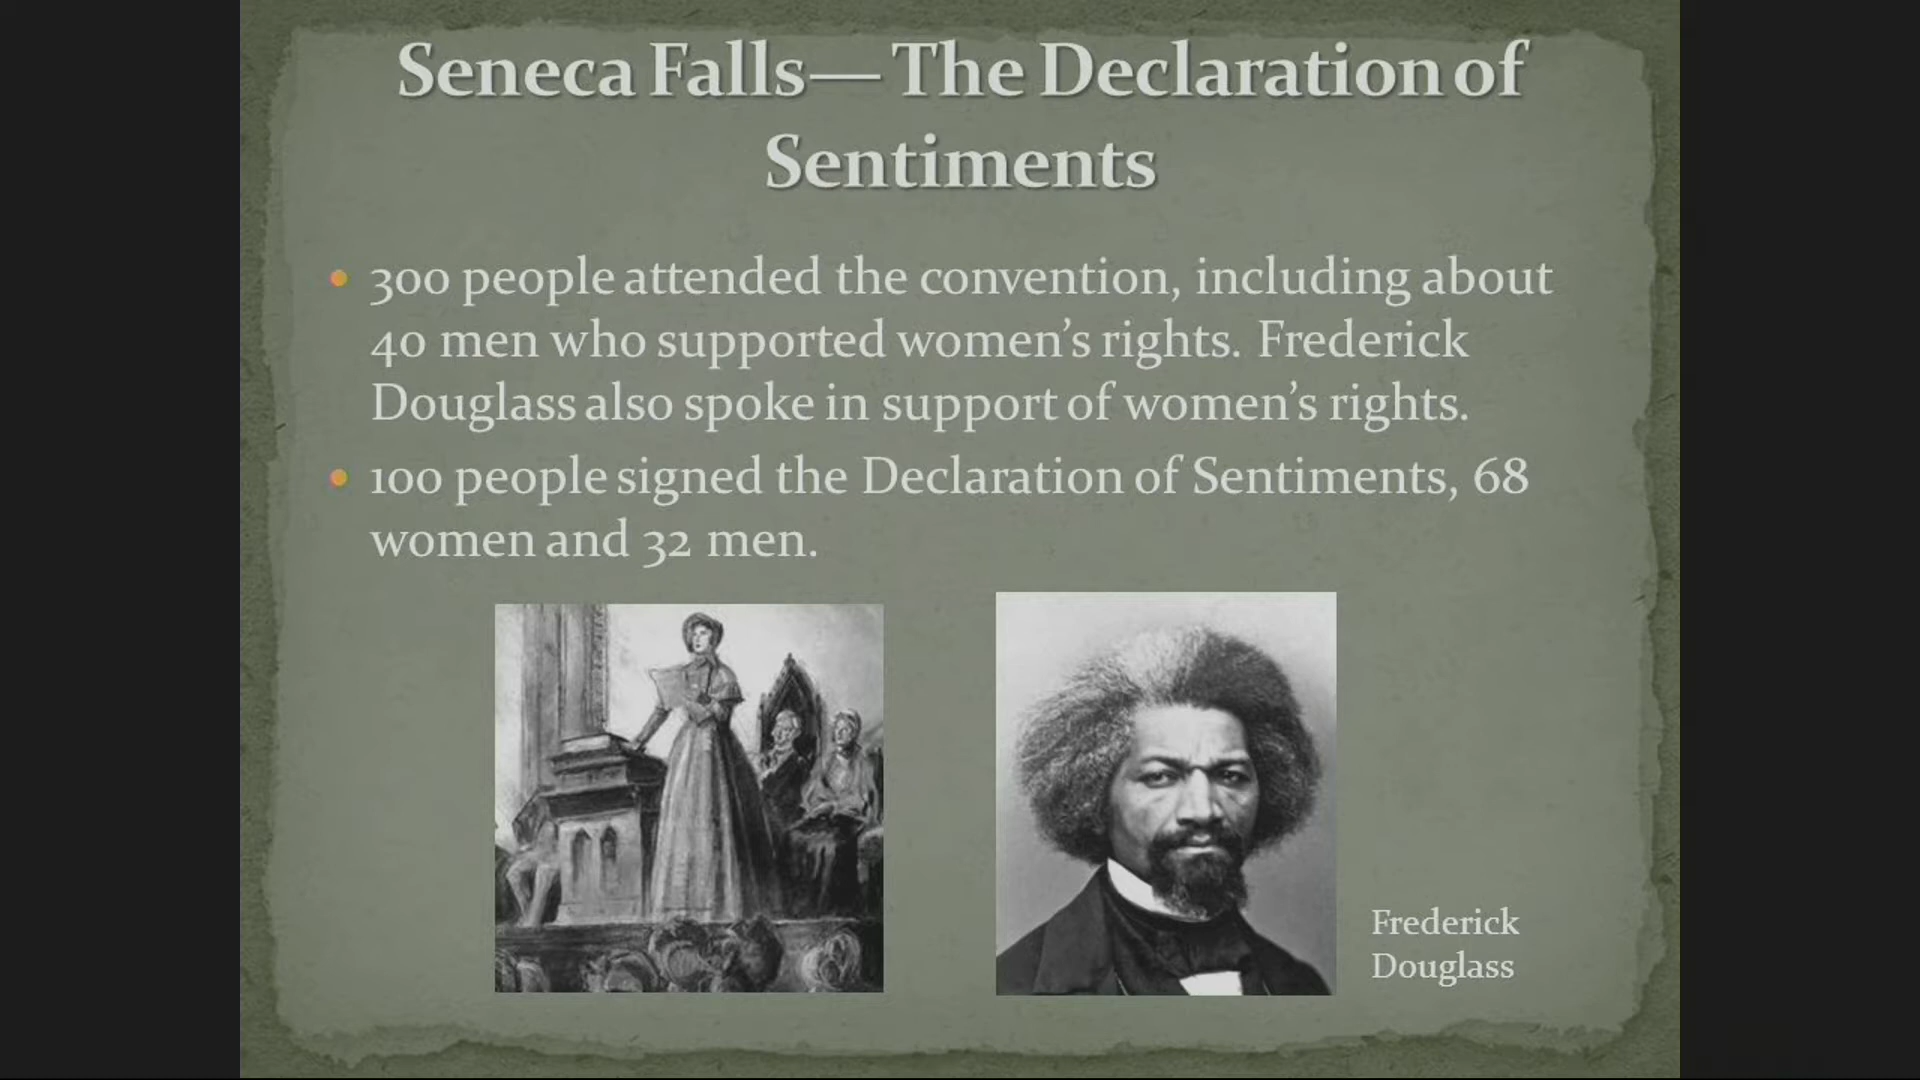 Seneca Falls— The Declaration of
Sentiments
• 300 people attended the convention, including about
40 men who supported women’s rights. Frederick
Douglass also spoke in support of women’s rights.
• 100 people signed the Declaration of Sentiments, 68
women and 32 men.
Frederick
Douglass